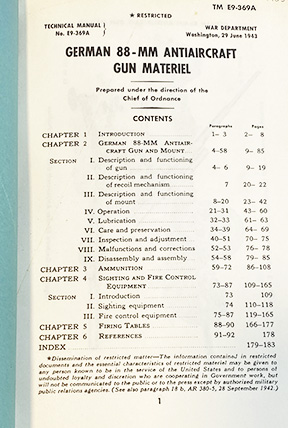 TM E9-369A
★ RESTRICTED
TECHNICAL MANUAL
No. E9-369A
WAR DEPARTMENT
Washington, 29 June 1943
GERMAN 88-MM ANTIAIRCRAFT
GUN MATERIEL
Prepared under the direction of the
Chief of Ordnance
CONTENTS
Paragraphs Pages
CHAPTER 1 INTRODUCTION 1- 3 2- 8
CHAPTER 2 GERMAN 88-MM ANTIAIR-
CRAFT GUN AND MOUNT 4-58 9- 85
SECTION I. Description and functioning
of gun 4- 6 9- 19
II. Description and functioning
of recoil mechanism 7 20- 22
III. Description and functioning
of mount 8-20 23- 42
IV. Operation 21-31 43- 60
V. Lubrication 32-33 61- 63
VI. Care and preservation 34-39 64- 69
VII. Inspection and adjustment 40-51 70- 75
VIII. Malfunctions and corrections 52-53 76- 78
IX. Disassembly and assembly 54-58 79- 85
CHAPTER 3 AMMUNITION 59-72 86-108
CHAPTER 4 SIGHTING AND FIRE CONTROL
EQUIPMENT 73-87 109-165
SECTION I. Introduction 73 109
II. Sighting equipment 74 110-118
III. Fire control equipment 75-87 119-165
CHAPTER 5 FIRING TABLES 88-90 166-177
CHAPTER 6 REFERENCES 91-92 178
INDEX 179-183
★Dissemination of restricted matter—The information contained in restricted
documents and the essential characteristics of restricted materiel may be given to
any person known to be in the service of the United States and to persons of
undoubted loyalty and discretion who are cooperating in Government work, but
will not be communicated to the public or to the press except by authorized military
public relations agencies. (See also paragraph 18 b, AR 380-5, 28 September 1942.)
1